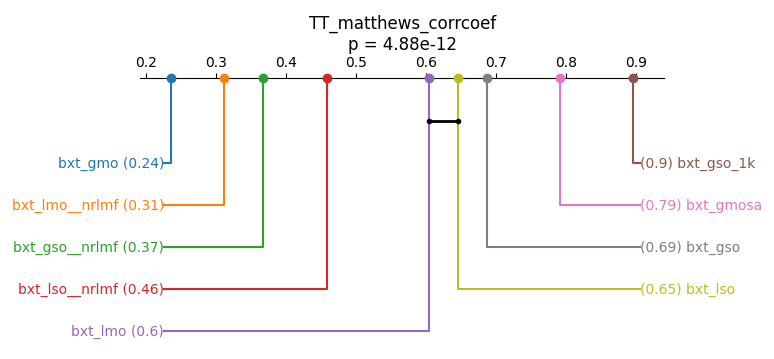 TT_matthews_corrcoef
p = 4.88e-12
0.2 0.3 0.4 0.5 0.6 0.7 0.8 0.9
bxt_gmo (0.24)
(0.9) bxt_gso_1k
bxt_lmo__nrlmf (0.31)
(0.79) bxt_gmosa
bxt_gso__nrlmf (0.37)
(0.69) bxt_gso
bxt_lso__nrlmf (0.46)
(0.65) bxt_lso
bxt_lmo (0.6)